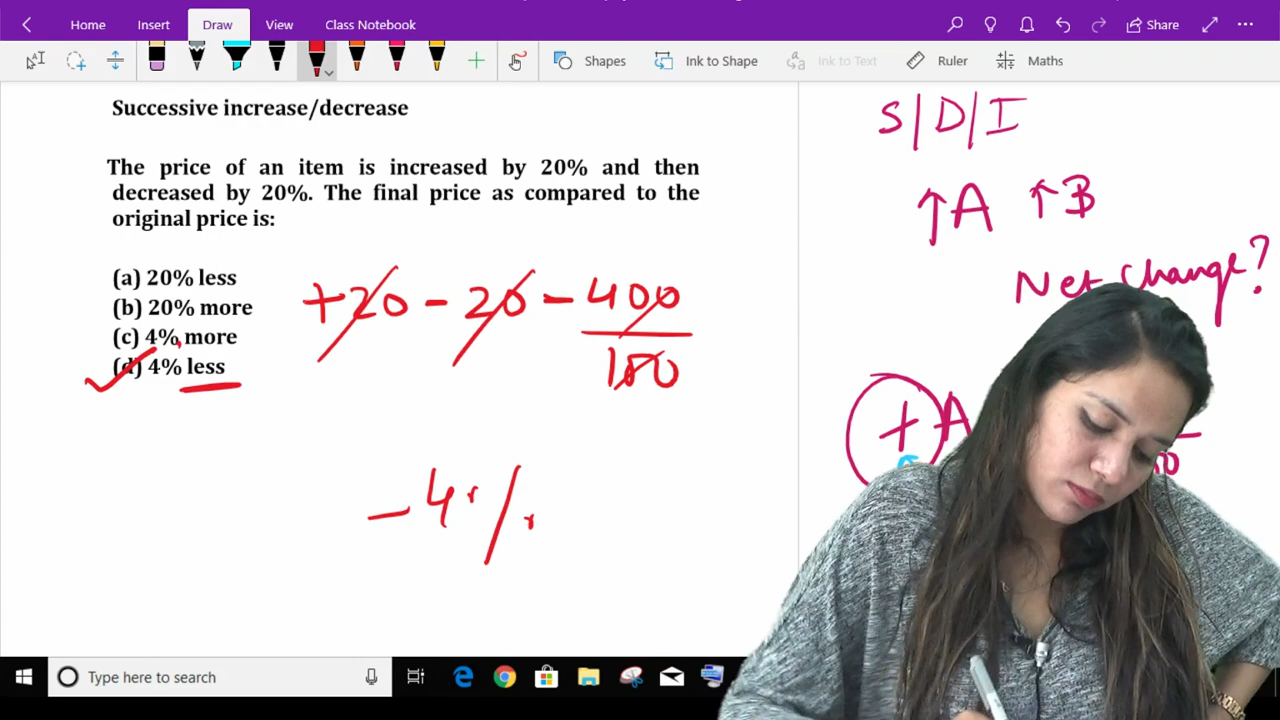 Home Insert Draw View Class Notebook Share
Shapes Ink to Shape Ink to Text Ruler Maths
Successive increase/decrease
The price of an item is increased by 20% and then
decreased by 20%. The final price as compared to the
original price is:
(a) 20% less
(b) 20% more
(c) 4% more
(d) 4% less
+20 - 20 - 400
100
- 4 %
S/D/I
↑A ↑B
Net Change?
+ A
Type here to search